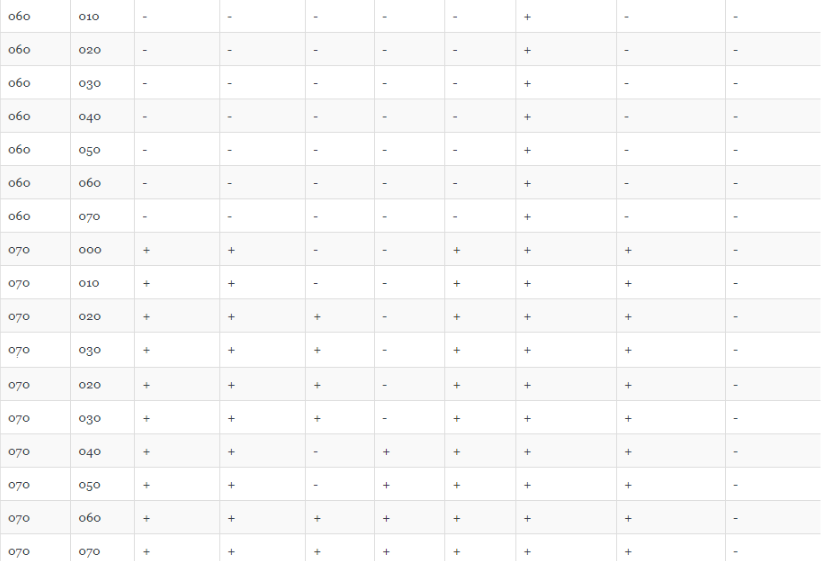 060 010 - - - - - + - -
060 020 - - - - - + - -
060 030 - - - - - + - -
060 040 - - - - - + - -
060 050 - - - - - + - -
060 060 - - - - - + - -
060 070 - - - - - + - -
070 000 + + - - + + + -
070 010 + + - - + + + -
070 020 + + + - + + + -
070 030 + + + - + + + -
070 020 + + + - + + + -
070 030 + + + - + + + -
070 040 + + - + + + + -
070 050 + + - + + + + -
070 060 + + + + + + + -
070 070 + + + + + + + -